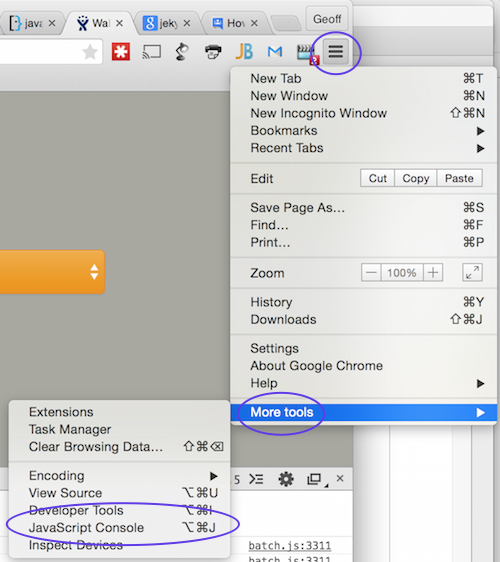 java
Wal
jeky
How
Geoff
JB
M
New Tab ⌘T
New Window ⌘N
New Incognito Window ⇧⌘N
Bookmarks ▶
Recent Tabs ▶
Edit Cut Copy Paste
Save Page As... ⌘S
Find... ⌘F
Print... ⌘P
Zoom — 100% +
History ⌘Y
Downloads ⇧⌘J
Settings
About Google Chrome
Help ▶
More tools ▶
Extensions
Task Manager
Clear Browsing Data... ⇧⌘⌫
Encoding ▶
View Source ⌥⌘U
Developer Tools ⌥⌘I
JavaScript Console ⌥⌘J
Inspect Devices
5
batch.js:3311
batch.js:3311